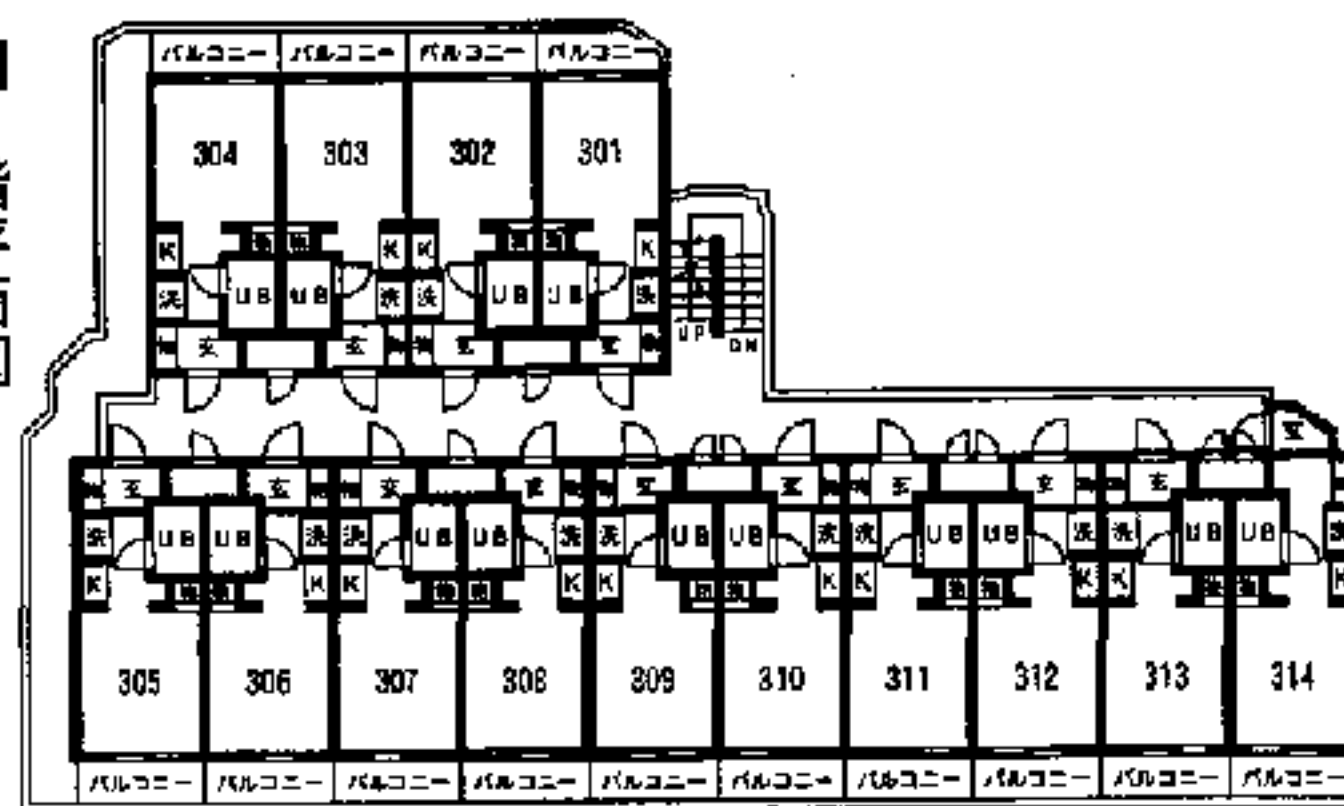 バルコニー バルコニー バルコニー バルコニー
304 303 302 301
K K K K
洗 UB UB 洗 洗 UB UB 洗
玄 玄 玄 玄
UP DN
玄
玄 玄 玄 玄 玄 玄 玄 玄 玄
洗 UB UB 洗 洗 UB UB 洗 洗 UB UB 洗 洗 UB UB 洗 洗 UB UB
K K K K K K K K K K
305 306 307 308 309 310 311 312 313 314
バルコニー バルコニー バルコニー バルコニー バルコニー バルコニー バルコニー バルコニー バルコニー バルコニー